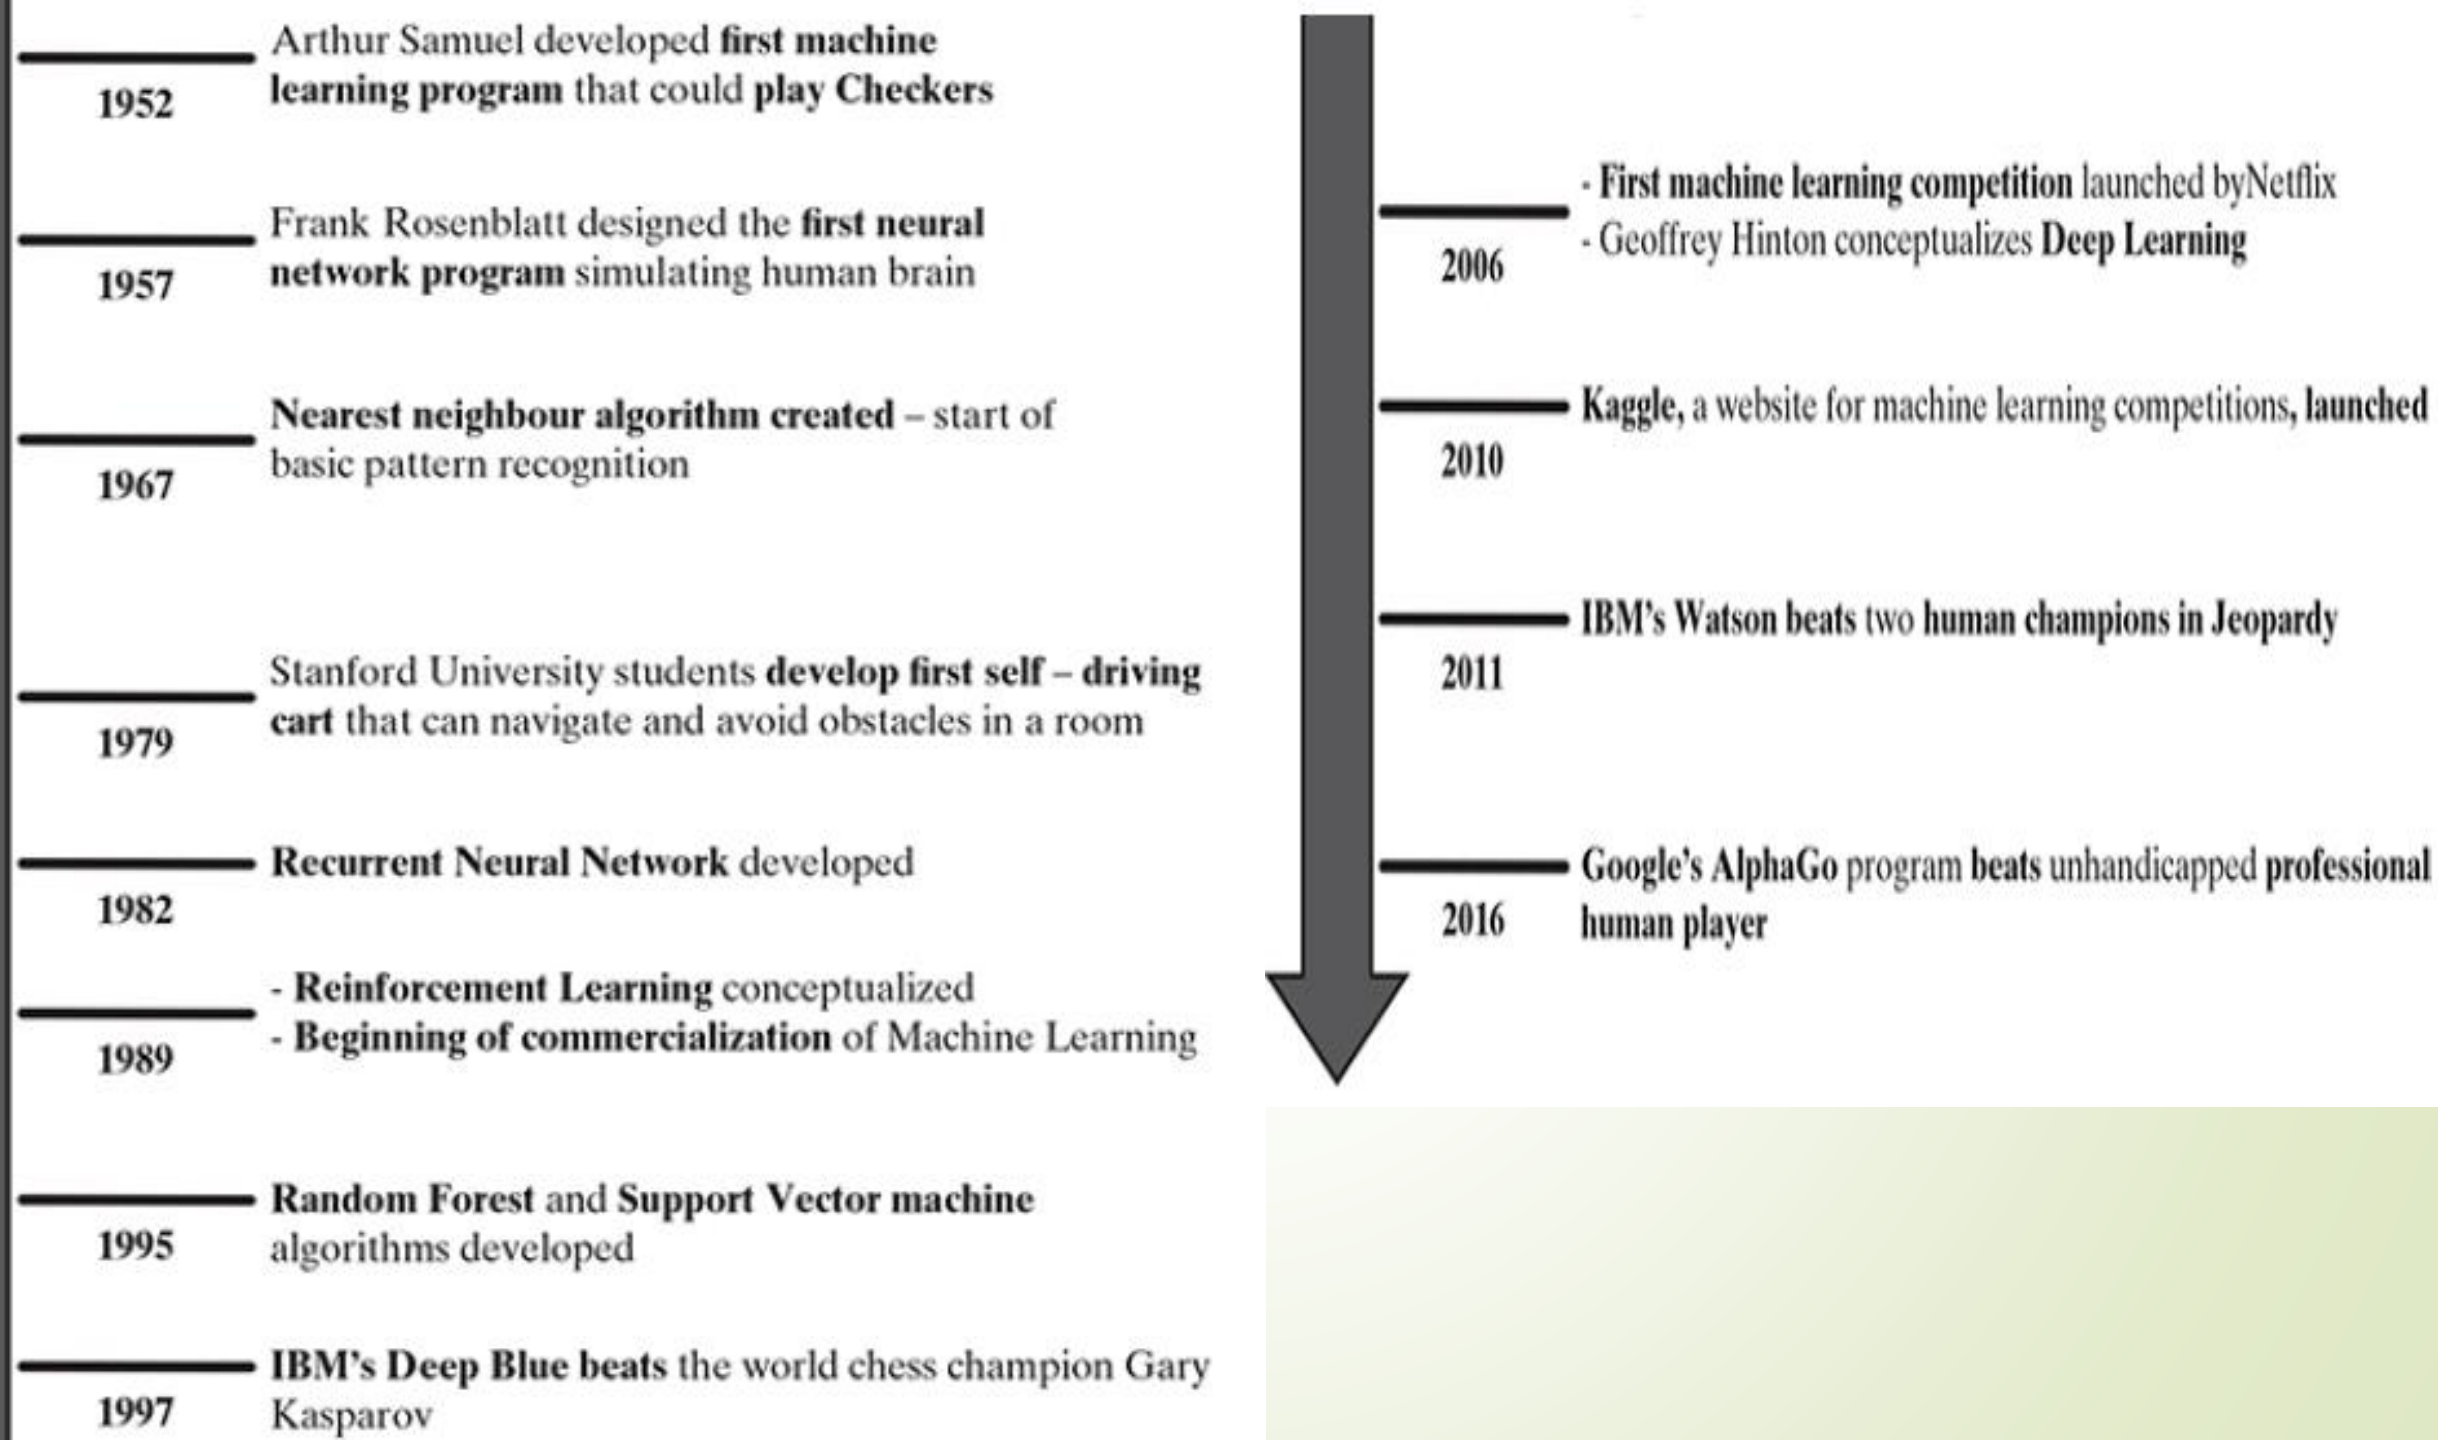 Arthur Samuel developed first machine
learning program that could play Checkers
1952
Frank Rosenblatt designed the first neural
network program simulating human brain
1957
Nearest neighbour algorithm created – start of
basic pattern recognition
1967
Stanford University students develop first self – driving
cart that can navigate and avoid obstacles in a room
1979
Recurrent Neural Network developed
1982
- Reinforcement Learning conceptualized
- Beginning of commercialization of Machine Learning
1989
Random Forest and Support Vector machine
algorithms developed
1995
IBM's Deep Blue beats the world chess champion Gary
Kasparov
1997
- First machine learning competition launched byNetflix
- Geoffrey Hinton conceptualizes Deep Learning
2006
Kaggle, a website for machine learning competitions, launched
2010
IBM's Watson beats two human champions in Jeopardy
2011
Google's AlphaGo program beats unhandicapped professional
human player
2016